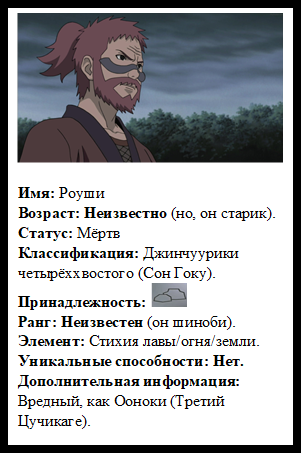 Имя: Роуши
Возраст: Неизвестно (но, он старик).
Статус: Мёртв
Классификация: Джинчуурики
четырёххвостого (Сон Гоку).
Принадлежность:
Ранг: Неизвестен (он шиноби).
Элемент: Стихия лавы/огня/земли.
Уникальные способности: Нет.
Дополнительная информация:
Вредный, как Ооноки (Третий
Цучикаге).